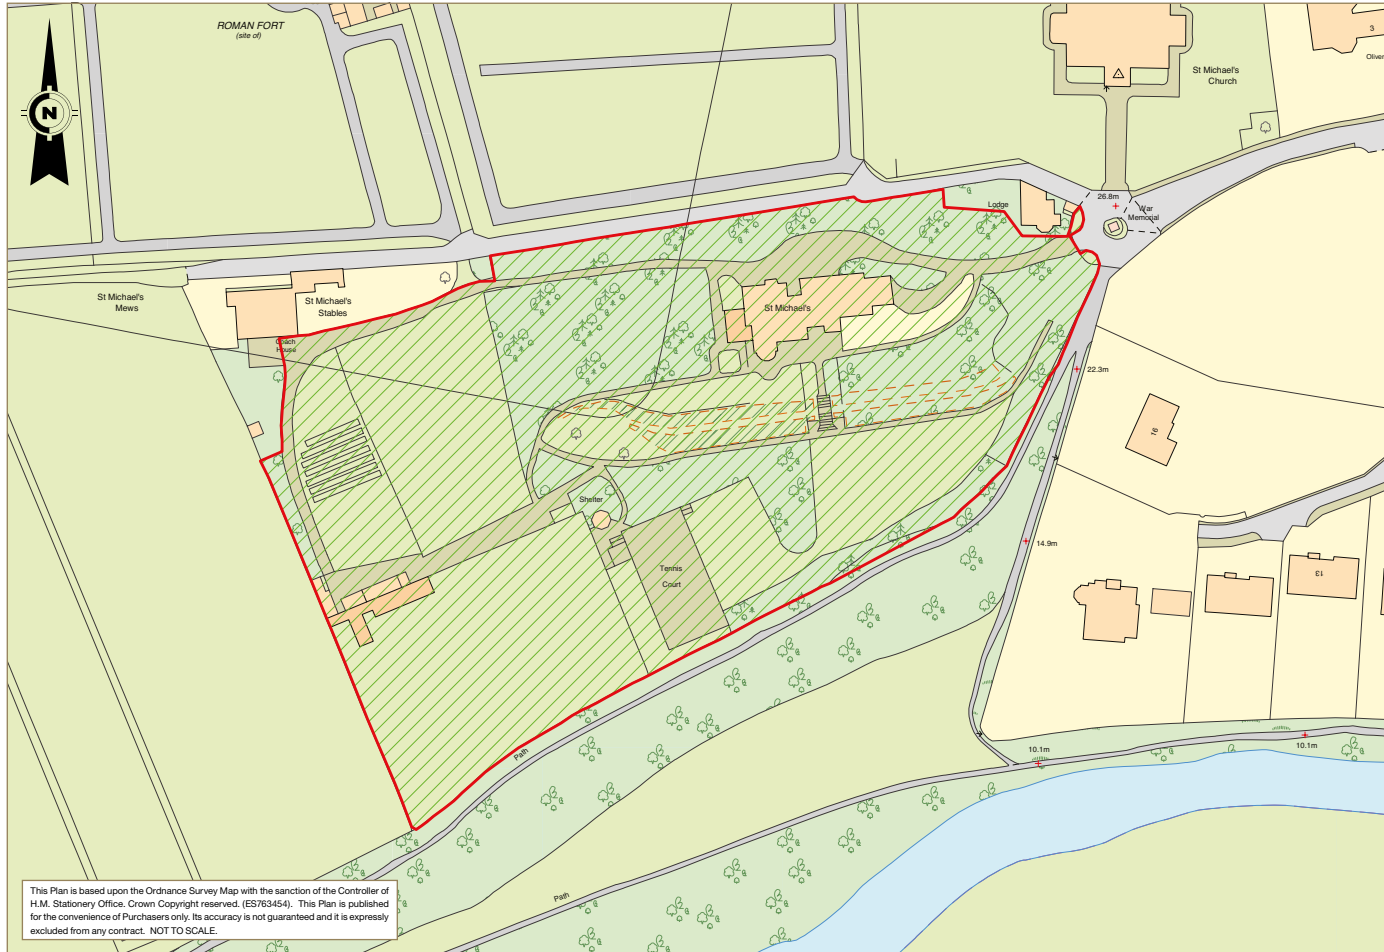 ROMAN FORT
(site of)
N
3
Oliver
St Michael's
Church
26.8m
War
Memorial
Lodge
St Michael's
Mews
St Michael's
Stables
St Michael's
Coach
House
22.3m
16
Shelter
14.9m
Tennis
Court
13
Path
10.1m
10.1m
Path
This Plan is based upon the Ordnance Survey Map with the sanction of the Controller of
H.M. Stationery Office. Crown Copyright reserved. (ES763454). This Plan is published
for the convenience of Purchasers only. Its accuracy is not guaranteed and it is expressly
excluded from any contract. NOT TO SCALE.